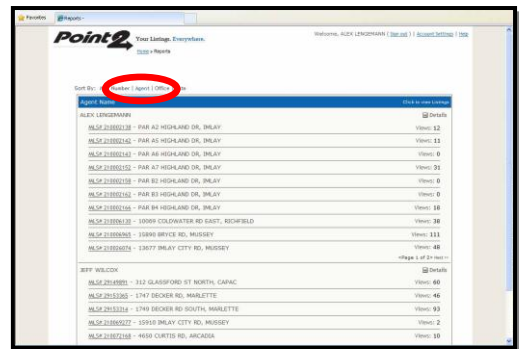 Favorites Reports -
Point2 Your Listings. Everywhere.
Welcome, ALEX LENGEMANN ( Sign out ) | Account Settings | Help
Home » Reports
Sort By: Number | Agent | Office
Agent Name Click to view Listings
ALEX LENGEMANN Details
MLS# 210002138 - PAR A2 HIGHLAND DR, IMLAY Views: 12
MLS# 210002142 - PAR A5 HIGHLAND DR, IMLAY Views: 11
MLS# 210002143 - PAR A6 HIGHLAND DR, IMLAY Views: 0
MLS# 210002152 - PAR A7 HIGHLAND DR, IMLAY Views: 31
MLS# 210002158 - PAR B2 HIGHLAND DR, IMLAY Views: 0
MLS# 210002162 - PAR B3 HIGHLAND DR, IMLAY Views: 0
MLS# 210002166 - PAR B4 HIGHLAND DR, IMLAY Views: 18
MLS# 210006135 - 10089 COLDWATER RD EAST, RICHFIELD Views: 38
MLS# 210006965 - 15890 BRYCE RD, MUSSEY Views: 111
MLS# 210026074 - 13677 IMLAY CITY RD, MUSSEY Views: 48
<Page 1 of 2> next >>
JEFF WILCOX Details
MLS# 29149891 - 312 GLASSFORD ST NORTH, CAPAC Views: 60
MLS# 29153365 - 1747 DECKER RD, MARLETTE Views: 46
MLS# 29153314 - 1749 DECKER RD SOUTH, MARLETTE Views: 93
MLS# 210069277 - 15910 IMLAY CITY RD, MUSSEY Views: 2
MLS# 210072168 - 4650 CURTIS RD, ARCADIA Views: 10